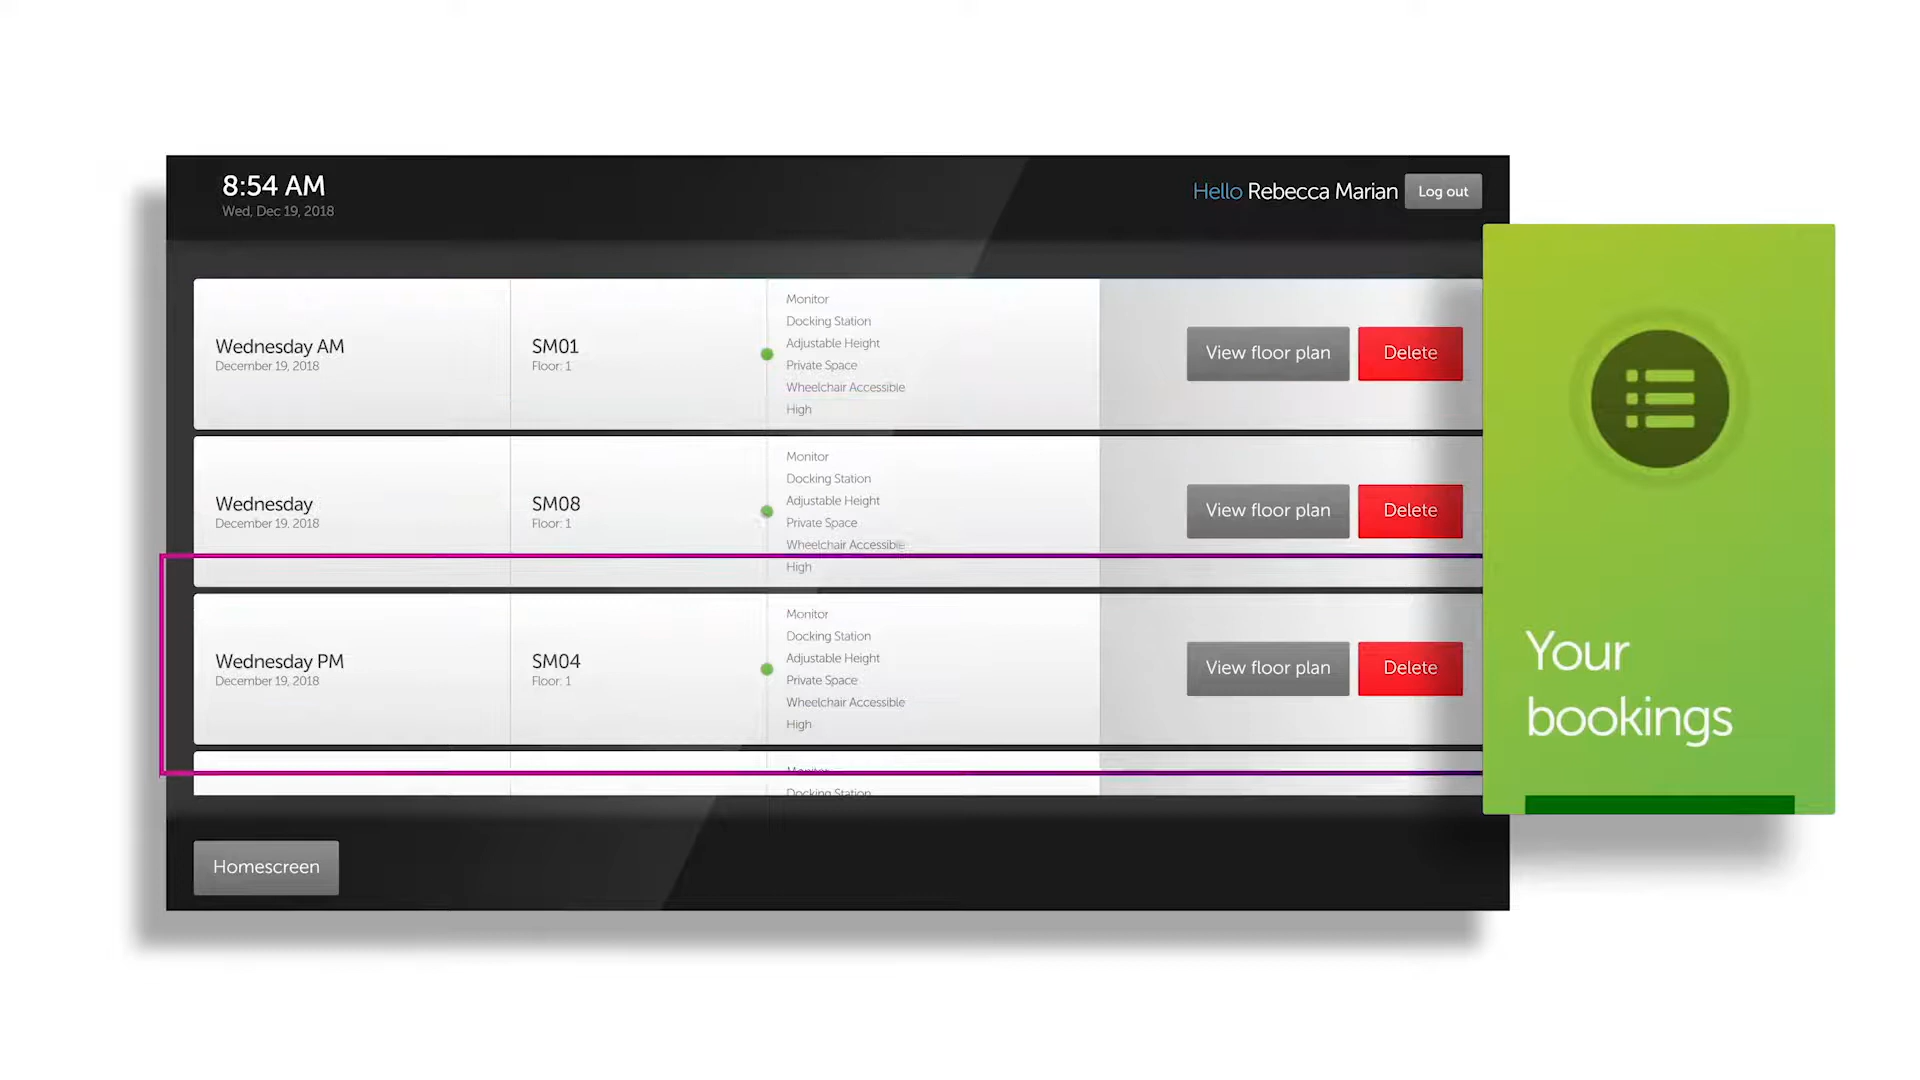 8:54 AM
Wed, Dec 19, 2018
Hello Rebecca Marian
Log out
Wednesday AM
December 19, 2018
SM01
Floor: 1
Monitor
Docking Station
Adjustable Height
Private Space
Wheelchair Accessible
High
View floor plan
Delete
Wednesday
December 19, 2018
SM08
Floor: 1
Monitor
Docking Station
Adjustable Height
Private Space
Wheelchair Accessible
High
View floor plan
Delete
Wednesday PM
December 19, 2018
SM04
Floor: 1
Monitor
Docking Station
Adjustable Height
Private Space
Wheelchair Accessible
High
View floor plan
Delete
Monitor
Docking Station
Homescreen
Your
bookings